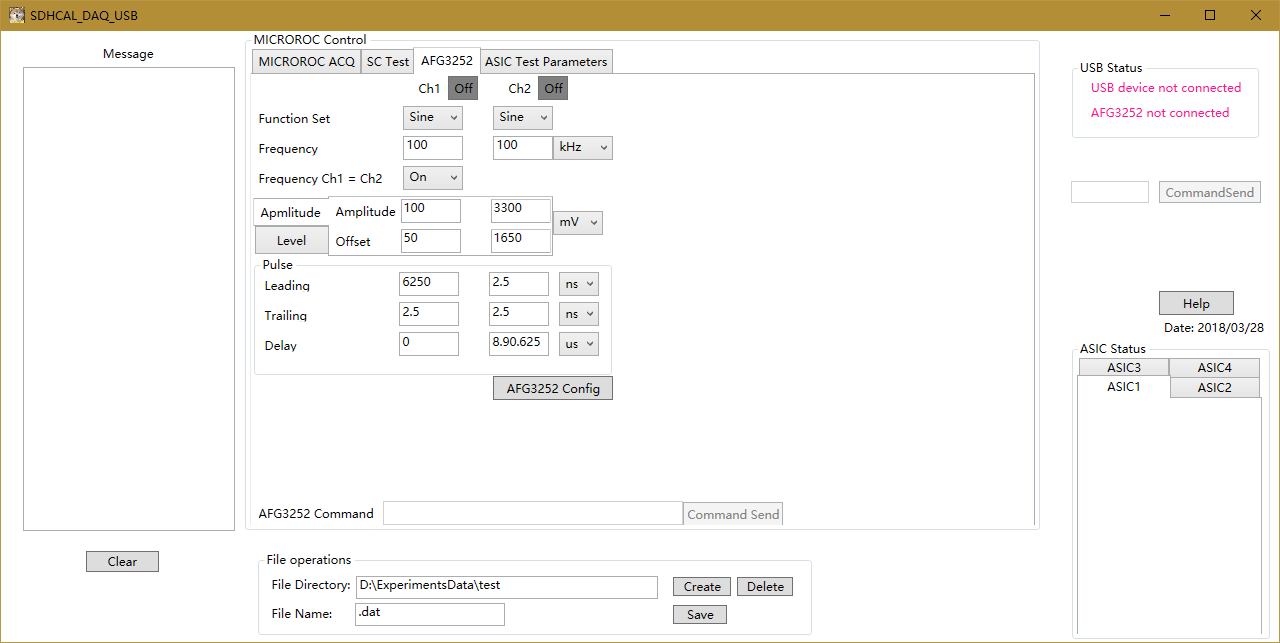 SDHCAL_DAQ_USB
Message
Clear
MICROROC Control
MICROROC ACQ SC Test AFG3252 ASIC Test Parameters
Ch1 Off Ch2 Off
Function Set Sine Sine
Frequency 100 100 kHz
Frequency Ch1 = Ch2 On
Apmlitude Amplitude 100 3300 mV
Level Offset 50 1650
Pulse
Leading 6250 2.5 ns
Trailing 2.5 2.5 ns
Delay 0 8.90.625 us
AFG3252 Config
AFG3252 Command Command Send
File operations
File Directory: D:\ExperimentsData\test Create Delete
File Name: .dat Save
USB Status
USB device not connected
AFG3252 not connected
CommandSend
Help
Date: 2018/03/28
ASIC Status
ASIC3 ASIC4
ASIC1 ASIC2